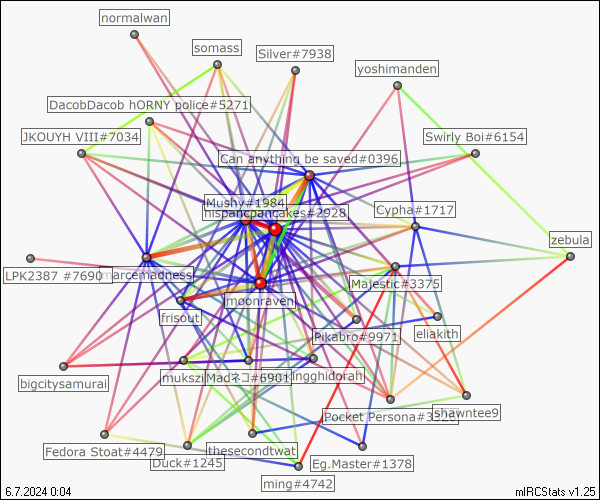 normalwan
somass
Silver#7938
yoshimanden
DacobDacob hORNY police#5271
JKOUYH VIII#7034
Swirly Boi#6154
Can anything be saved#0396
Mushy#1984
hispancpancakes#2928
Cypha#1717
zebula
LPK2387 #7690
marcemadness
Majestic#3375
moonraven
frisout
eliakith
Pikabro#9971
bigcitysamurai
mukszi
Madネコ#6901
ngghidorah
Pocket Persona#3525
shawntee9
Fedora Stoat#4479
thesecondtwat
Duck#1245
Eg.Master#1378
ming#4742
6.7.2024 0:04
mIRCStats v1.25